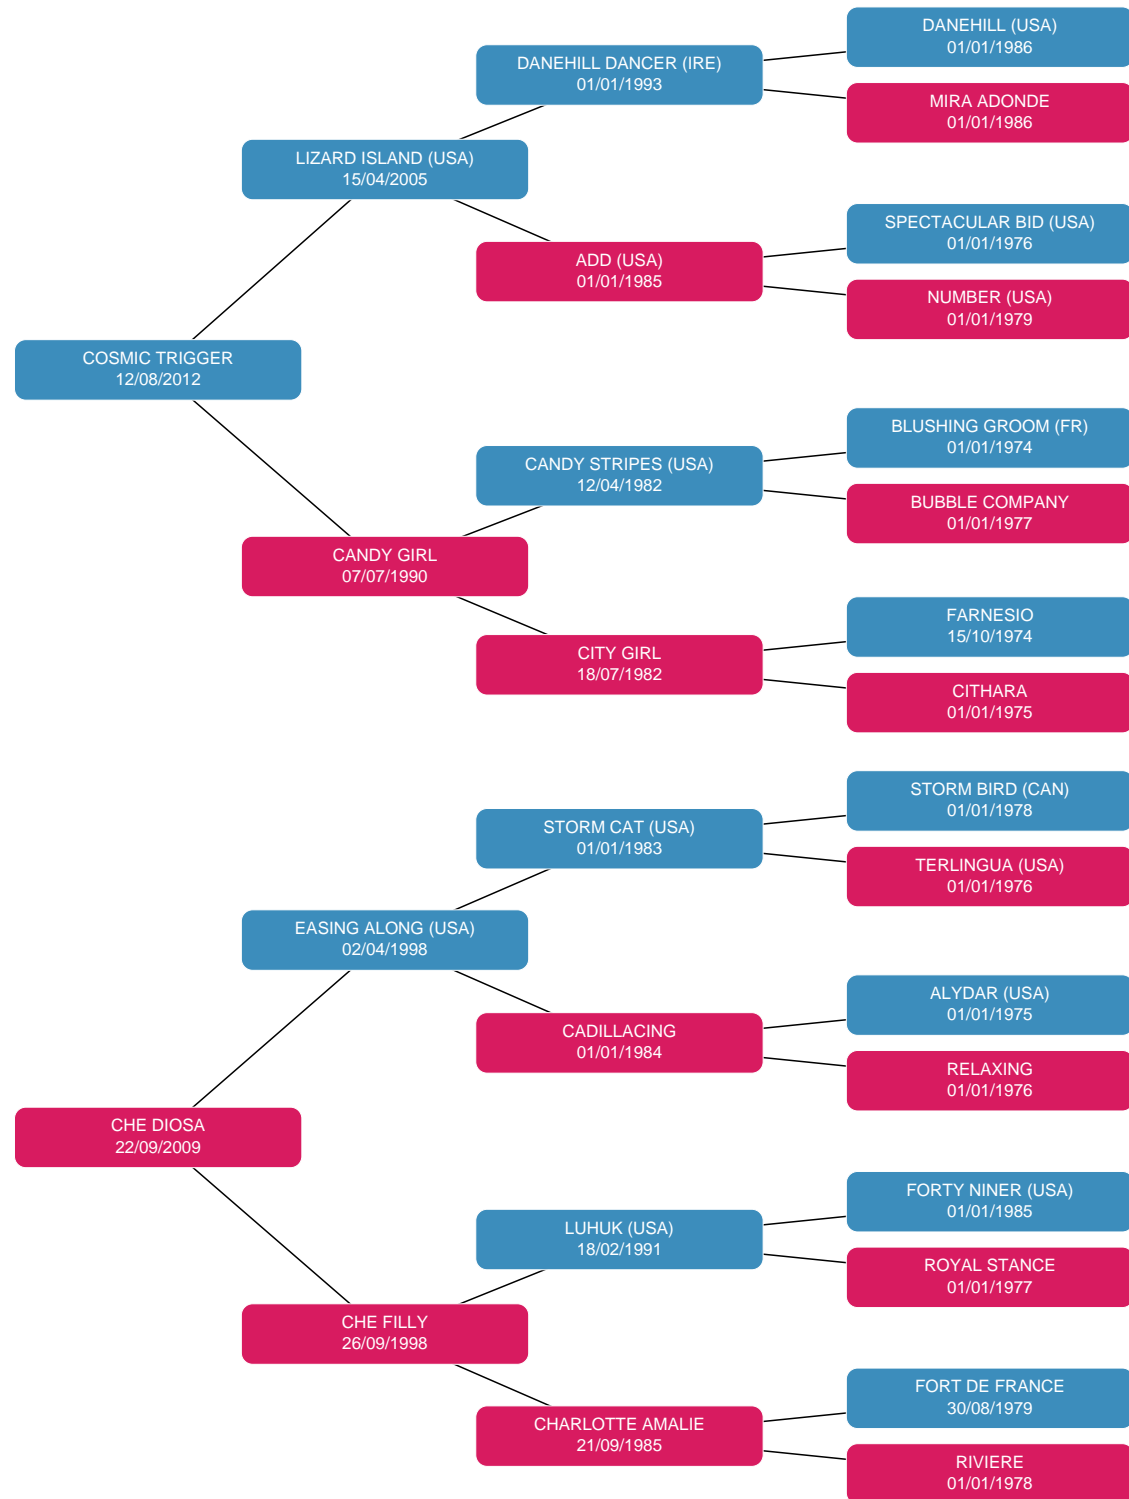 DANEHILL (USA)
01/01/1986
DANEHILL DANCER (IRE)
01/01/1993
MIRA ADONDE
01/01/1986
LIZARD ISLAND (USA)
15/04/2005
SPECTACULAR BID (USA)
01/01/1976
ADD (USA)
01/01/1985
NUMBER (USA)
01/01/1979
COSMIC TRIGGER
12/08/2012
BLUSHING GROOM (FR)
01/01/1974
CANDY STRIPES (USA)
12/04/1982
BUBBLE COMPANY
01/01/1977
CANDY GIRL
07/07/1990
FARNESIO
15/10/1974
CITY GIRL
18/07/1982
CITHARA
01/01/1975
STORM BIRD (CAN)
01/01/1978
STORM CAT (USA)
01/01/1983
TERLINGUA (USA)
01/01/1976
EASING ALONG (USA)
02/04/1998
ALYDAR (USA)
01/01/1975
CADILLACING
01/01/1984
RELAXING
01/01/1976
CHE DIOSA
22/09/2009
FORTY NINER (USA)
01/01/1985
LUHUK (USA)
18/02/1991
ROYAL STANCE
01/01/1977
CHE FILLY
26/09/1998
FORT DE FRANCE
30/08/1979
CHARLOTTE AMALIE
21/09/1985
RIVIERE
01/01/1978